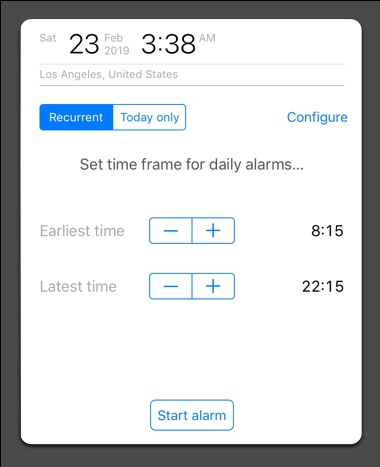 Sat 23 Feb 2019 3:38 AM
Los Angeles, United States
Recurrent Today only Configure
Set time frame for daily alarms...
Earliest time − + 8:15
Latest time − + 22:15
Start alarm